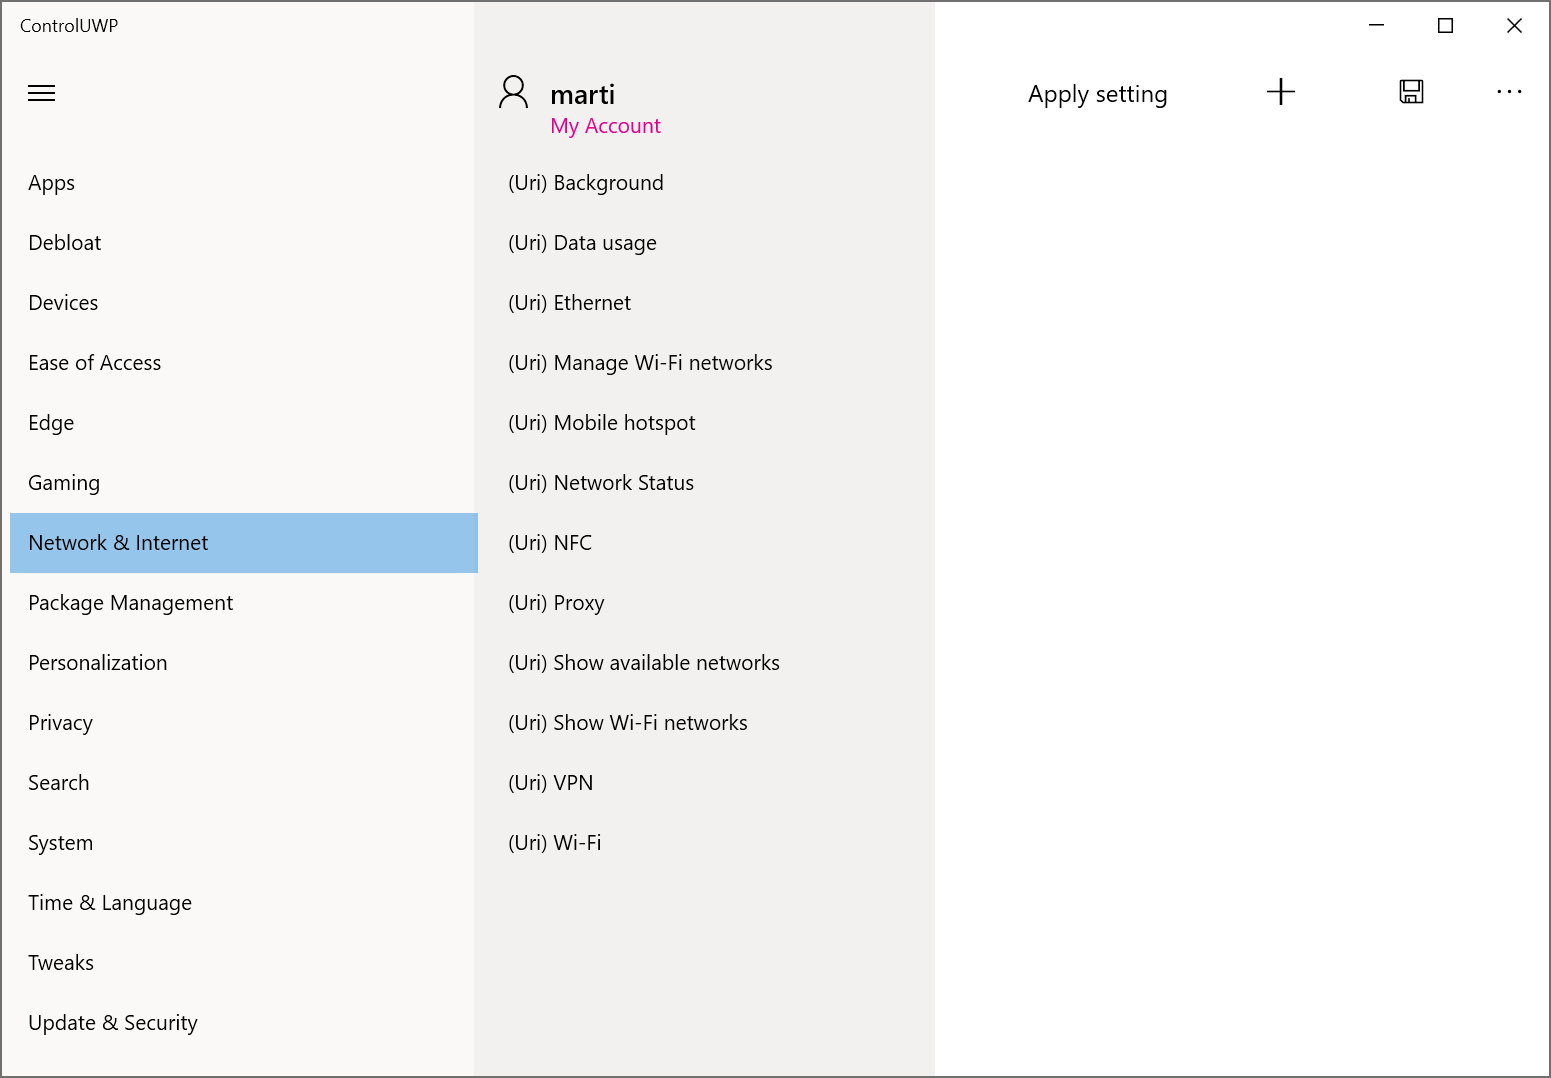 ControlUWP
marti
My Account
Apply setting
Apps
Debloat
Devices
Ease of Access
Edge
Gaming
Network & Internet
Package Management
Personalization
Privacy
Search
System
Time & Language
Tweaks
Update & Security
(Uri) Background
(Uri) Data usage
(Uri) Ethernet
(Uri) Manage Wi-Fi networks
(Uri) Mobile hotspot
(Uri) Network Status
(Uri) NFC
(Uri) Proxy
(Uri) Show available networks
(Uri) Show Wi-Fi networks
(Uri) VPN
(Uri) Wi-Fi